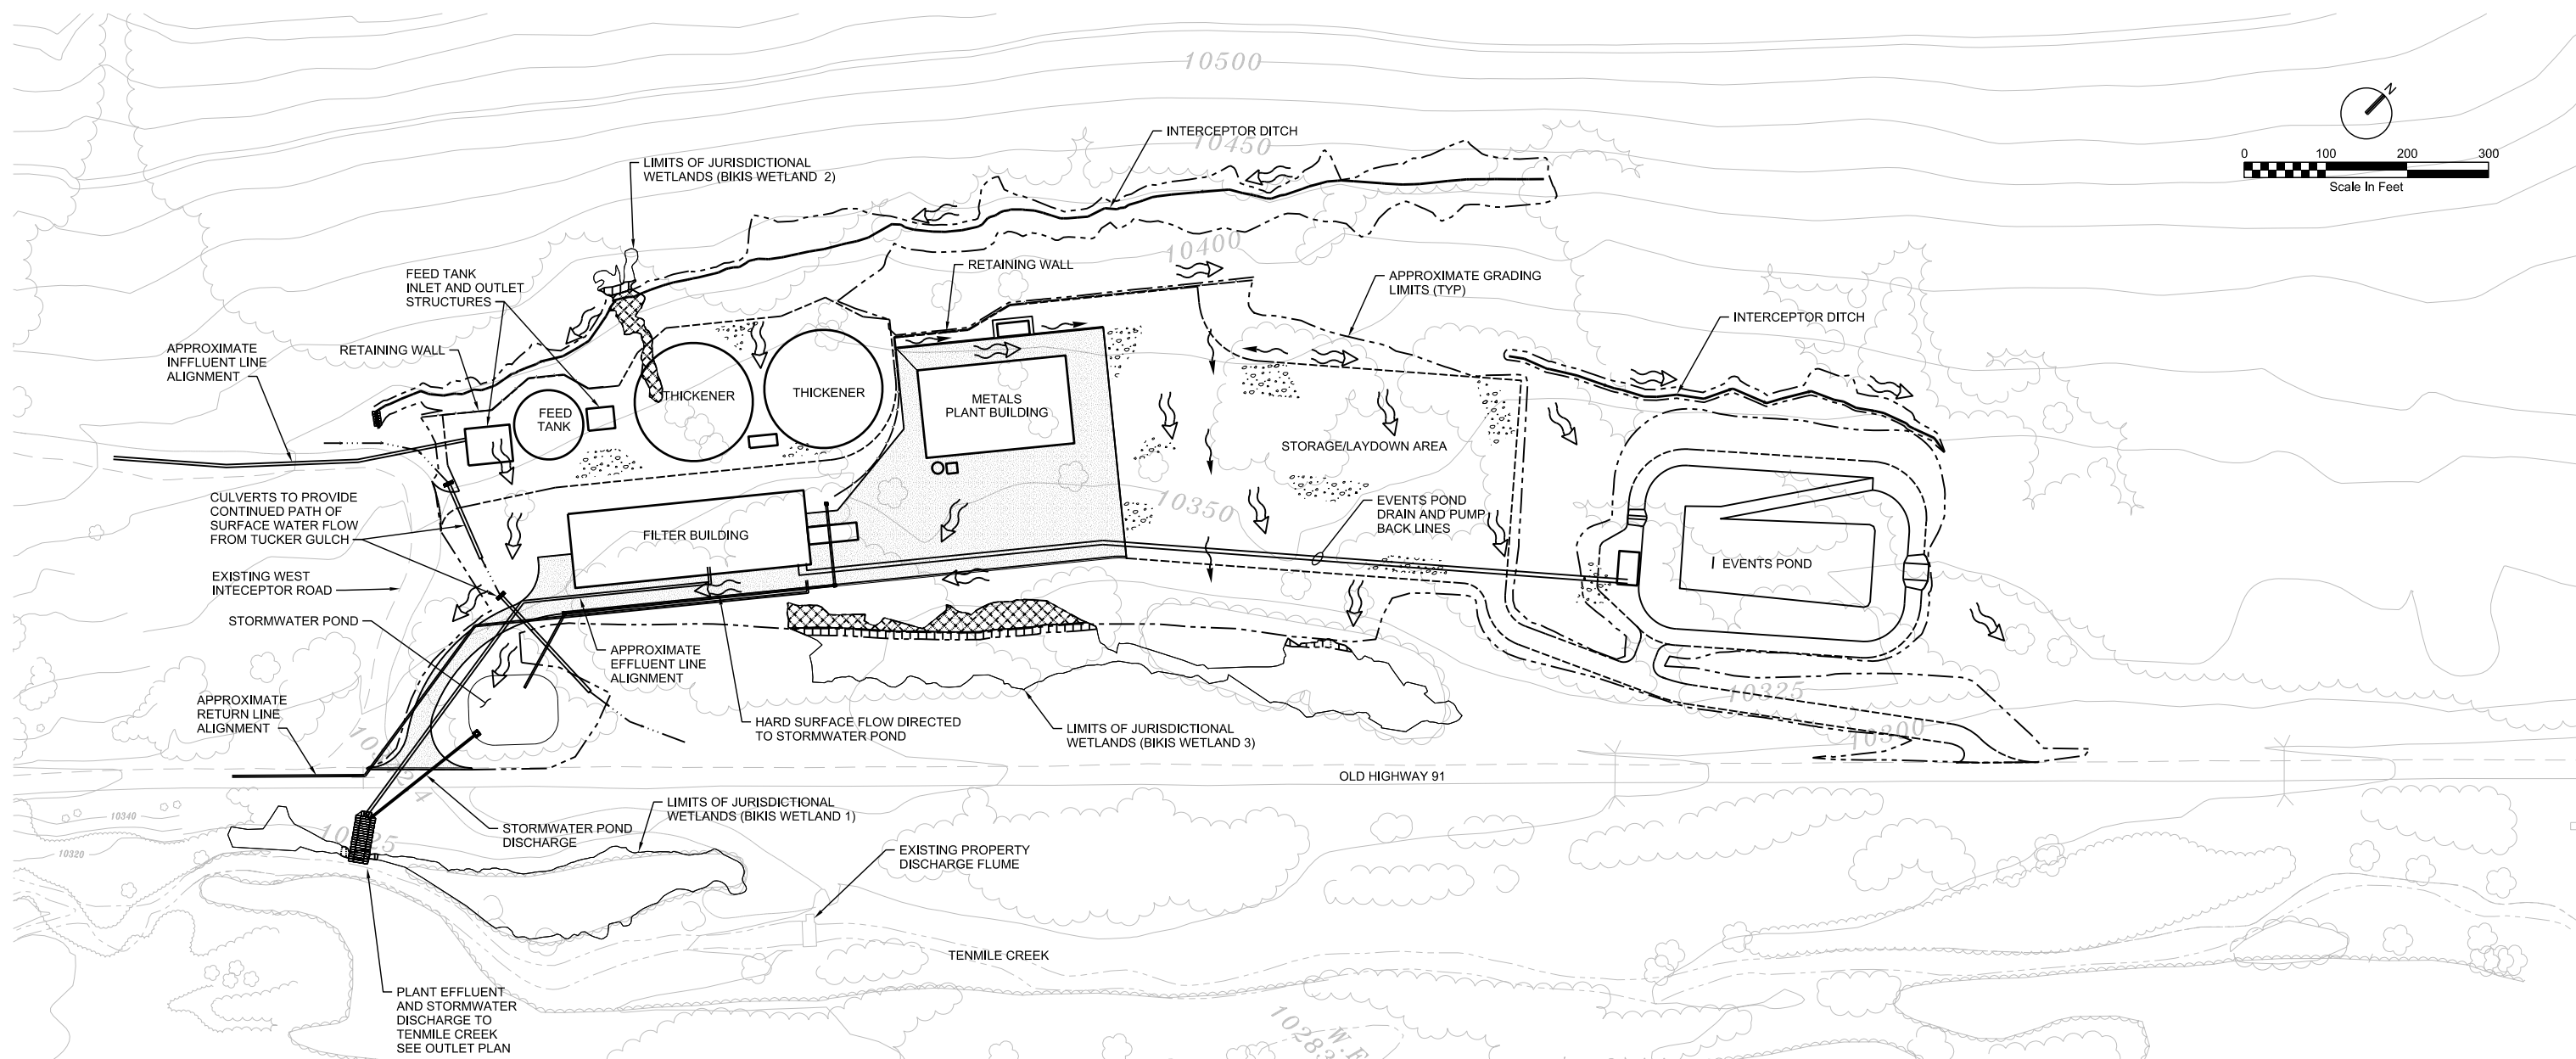 10500
N
0 100 200 300
Scale In Feet
INTERCEPTOR DITCH
10450
LIMITS OF JURISDICTIONAL
WETLANDS (BIKIS WETLAND 2)
10400
RETAINING WALL
FEED TANK
INLET AND OUTLET
STRUCTURES
APPROXIMATE GRADING
LIMITS (TYP)
INTERCEPTOR DITCH
APPROXIMATE
INFFLUENT LINE
ALIGNMENT
RETAINING WALL
FEED
TANK
THICKENER
THICKENER
METALS
PLANT BUILDING
STORAGE/LAYDOWN AREA
CULVERTS TO PROVIDE
CONTINUED PATH OF
SURFACE WATER FLOW
FROM TUCKER GULCH
10350
EVENTS POND
DRAIN AND PUMP
BACK LINES
FILTER BUILDING
EVENTS POND
EXISTING WEST
INTECEPTOR ROAD
STORMWATER POND
APPROXIMATE
EFFLUENT LINE
ALIGNMENT
APPROXIMATE
RETURN LINE
ALIGNMENT
HARD SURFACE FLOW DIRECTED
TO STORMWATER POND
LIMITS OF JURISDICTIONAL
WETLANDS (BIKIS WETLAND 3)
10325
10300
OLD HIGHWAY 91
LIMITS OF JURISDICTIONAL
WETLANDS (BIKIS WETLAND 1)
10340
10320
STORMWATER POND
DISCHARGE
EXISTING PROPERTY
DISCHARGE FLUME
TENMILE CREEK
PLANT EFFLUENT
AND STORMWATER
DISCHARGE TO
TENMILE CREEK
SEE OUTLET PLAN